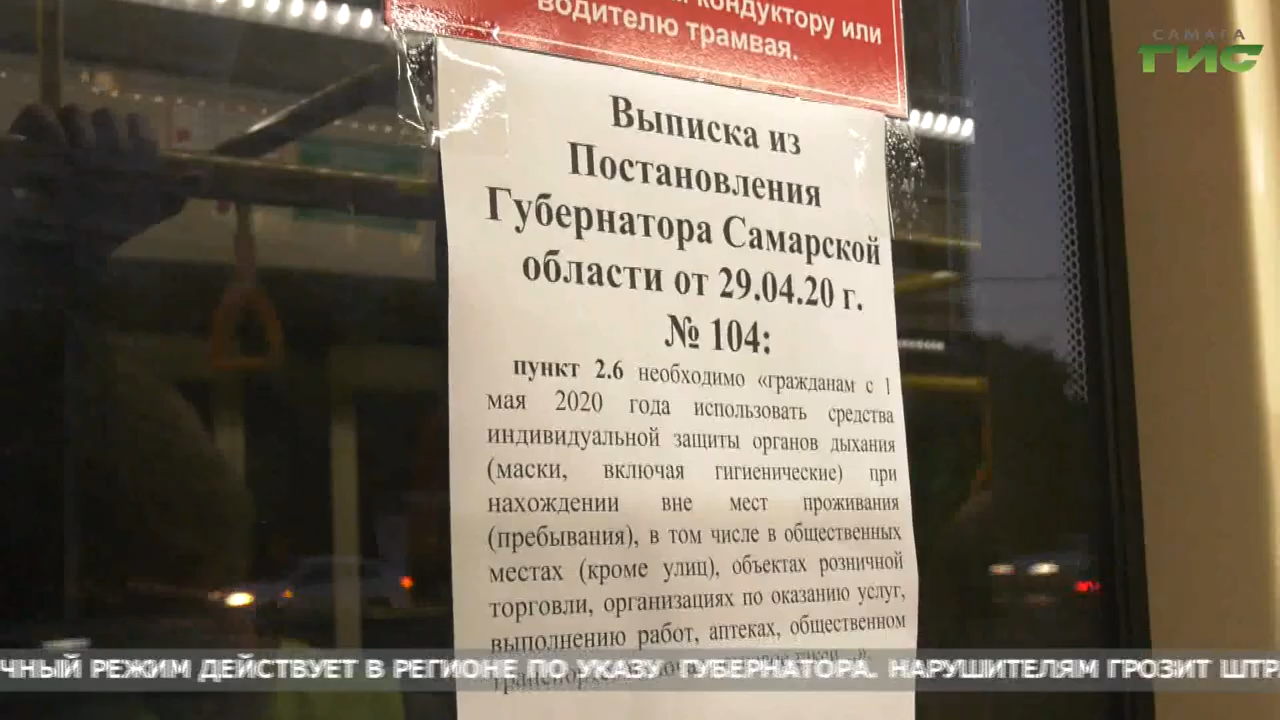 кондуктору или
водителю трамвая.
САМАРА
ГИС
Выписка из
Постановления
Губернатора Самарской
области от 29.04.20 г.
№ 104:
пункт 2.6 необходимо «гражданам с 1
мая 2020 года использовать средства
индивидуальной защиты органов дыхания
(маски, включая гигиенические) при
нахождении вне мест проживания
(пребывания), в том числе в общественных
местах (кроме улиц), объектах розничной
торговли, организациях по оказанию услуг,
выполнению работ, аптеках, общественном
ЧНЫЙ РЕЖИМ ДЕЙСТВУЕТ В РЕГИОНЕ ПО УКАЗУ ГУБЕРНАТОРА. НАРУШИТЕЛЯМ ГРОЗИТ ШТРА